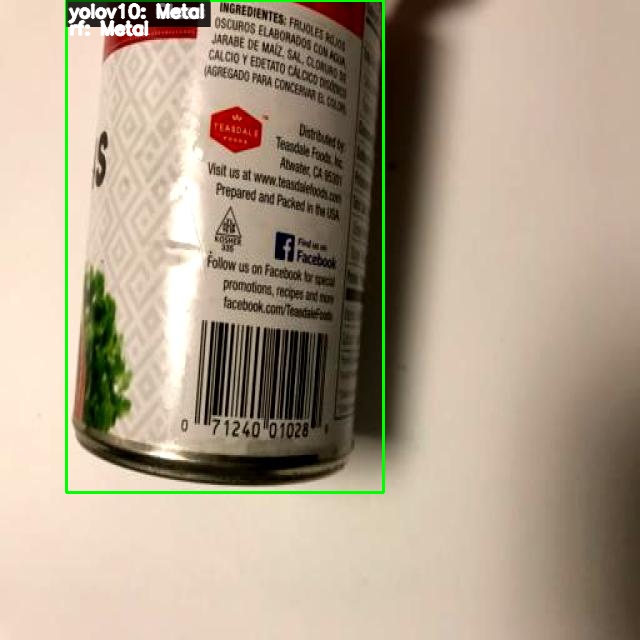 yolov10: Metal
rf: Metal
INGREDIENTES: FRIJOLES ROJOS
OSCUROS ELABORADOS CON AGUA,
JARABE DE MAÍZ, SAL, CLORURO DE
CALCIO Y EDETATO CÁLCICO DISÓDICO
(AGREGADO PARA CONSERVAR EL COLOR).
TEASDALE
FOODS
™
Distributed by:
Teasdale Foods, Inc.
Atwater, CA 95301
Visit us at www.teasdalefoods.com
Prepared and Packed in the USA
KOSHER
Find us on
Facebook
Follow us on Facebook for special
promotions, recipes and more
facebook.com/TeasdaleFoods
0 71240 01028